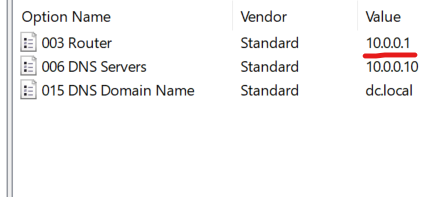 Option Name Vendor Value
003 Router Standard 10.0.0.1
006 DNS Servers Standard 10.0.0.10
015 DNS Domain Name Standard dc.local